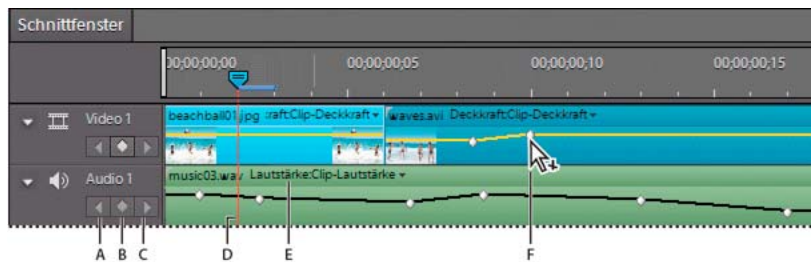 Schnittfenster
00;00;00;00 00;00;00;05 00;00;00;10 00;00;00;15
Video 1 beachball01.jpg :raft:Clip-Deckkraft waves.avi Deckkraft:Clip-Deckkraft
Audio 1 music03.wav Lautstärke:Clip-Lautstärke
A B C D E F